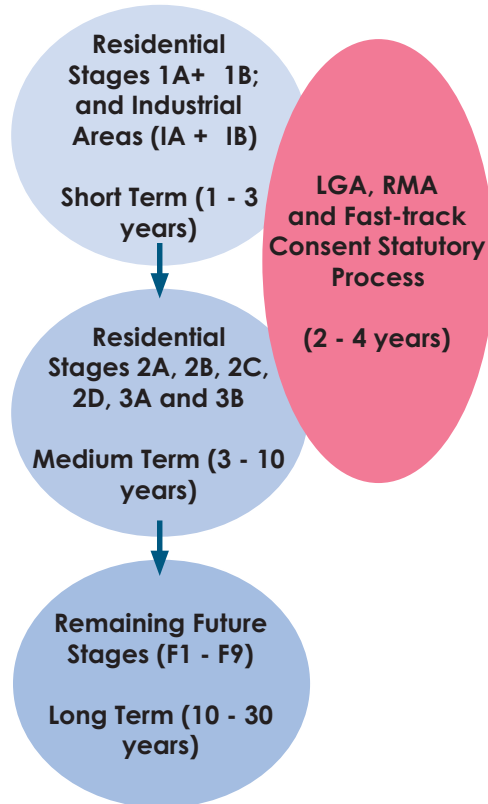 Residential
Stages 1A+ 1B;
and Industrial
Areas (IA + IB)
Short Term (1 - 3
years)
LGA, RMA
and Fast-track
Consent Statutory
Process
(2 - 4 years)
Residential
Stages 2A, 2B, 2C,
2D, 3A and 3B
Medium Term (3 - 10
years)
Remaining Future
Stages (F1 - F9)
Long Term (10 - 30
years)